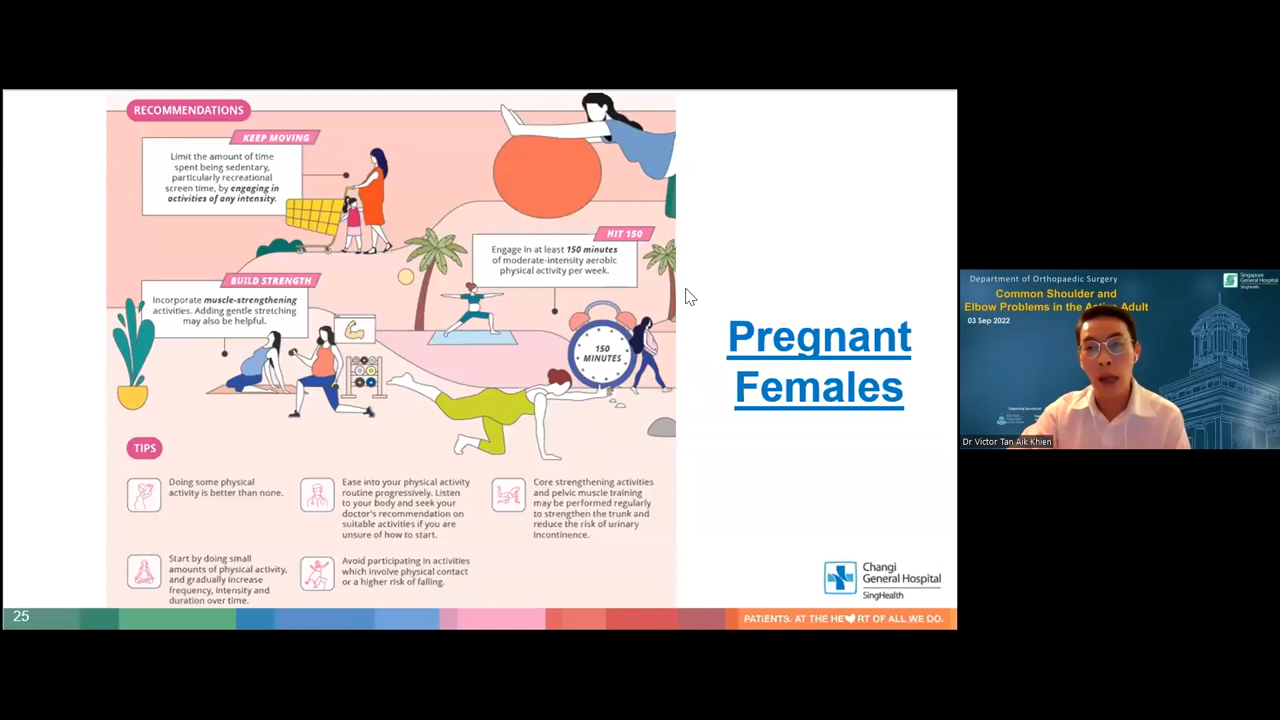 RECOMMENDATIONS
KEEP MOVING
Limit the amount of time
spent being sedentary,
particularly recreational
screen time, by engaging in
activities of any intensity.
HIT 150
Engage in at least 150 minutes
of moderate-intensity aerobic
physical activity per week.
BUILD STRENGTH
Incorporate muscle-strengthening
activities. Adding gentle stretching
may also be helpful.
150
MINUTES
TIPS
Doing some physical
activity is better than none.
Ease into your physical activity
routine progressively. Listen
to your body and seek your
doctor's recommendation on
suitable activities if you are
unsure of how to start.
Core strengthening activities
and pelvic muscle training
may be performed regularly
to strengthen the trunk and
reduce the risk of urinary
incontinence.
Start by doing small
amounts of physical activity,
and gradually increase
frequency, intensity and
duration over time.
Avoid participating in activities
which involve physical contact
or a higher risk of falling.
Pregnant
Females
Changi
General Hospital
SingHealth
25
PATIENTS. AT THE HE RT OF ALL WE DO.
Department of Orthopaedic Surgery
Singapore
General Hospital
SingHealth
Common Shoulder and
Elbow Problems in the Active Adult
03 Sep 2022
Dr Victor Tan Aik Khien